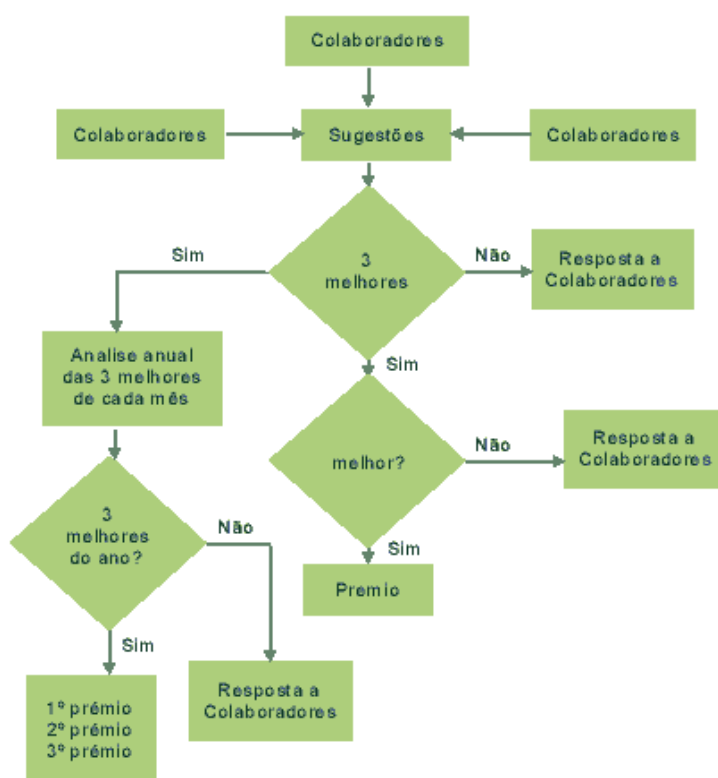 Colaboradores
Colaboradores
Sugestões
Colaboradores
Sim
3
melhores
Não
Resposta a
Colaboradores
Analise anual
das 3 melhores
de cada mês
Sim
melhor?
Não
Resposta a
Colaboradores
3
melhores
do ano?
Não
Sim
Premio
Sim
1º prémio
2º prémio
3º prémio
Resposta a
Colaboradores